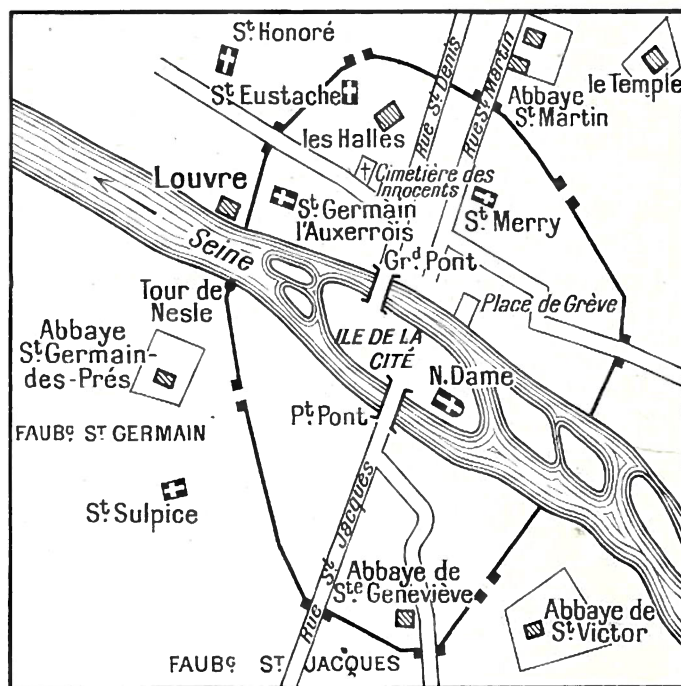 St Honoré
St Eustache
les Halles
Rue St Denis
Rue St Martin
Abbaye
St Martin
le Temple
Cimetière des
Innocents
Louvre
St Germain
l'Auxerrois
St Merry
Seine
Grd Pont
Tour de
Nesle
Place de Grève
Abbaye
St Germain-
des-Prés
ILE DE LA
CITÉ
N. Dame
Pt Pont
FAUBG ST GERMAIN
St Sulpice
Rue St Jacques
Abbaye de
Ste Geneviève
Abbaye de
St Victor
FAUBG ST JACQUES